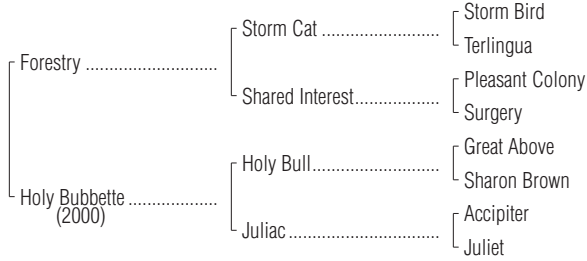 Storm Bird
Storm Cat ........................
Terlingua
Forestry ...........................
Pleasant Colony
Shared Interest.................
Surgery
Great Above
Holy Bull..........................
Sharon Brown
Holy Bubbette ..................
(2000)
Accipiter
Juliac ...............................
Juliet